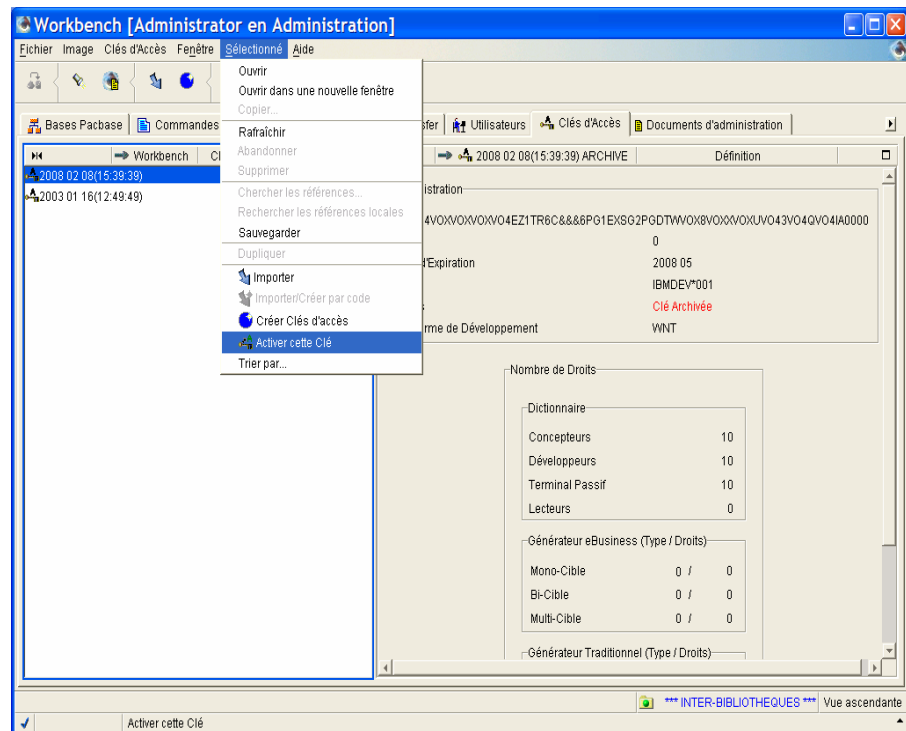 Workbench [Administrator en Administration]
Fichier Image Clés d'Accès Fenêtre Sélectionné Aide
Bases Pacbase Commandes sfer Utilisateurs Clés d'Accès Documents d'administration
Workbench Cl
2008 02 08(15:39:39)
2003 01 16(12:49:49)
Ouvrir
Ouvrir dans une nouvelle fenêtre
Copier...
Rafraîchir
Abandonner
Supprimer
Chercher les références...
Rechercher les références locales
Sauvegarder
Dupliquer
Importer
Importer/Créer par code
Créer Clés d'accès
Activer cette Clé
Trier par...
2008 02 08(15:39:39) ARCHIVE Définition
istration
0
d'Expiration 2008 05
IBMDEV*001
Clé Archivée
rme de Développement WNT
Nombre de Droits
Dictionnaire
Concepteurs 10
Développeurs 10
Terminal Passif 10
Lecteurs 0
Générateur eBusiness (Type / Droits)
Mono-Cible 0 / 0
Bi-Cible 0 / 0
Multi-Cible 0 / 0
Générateur Traditionnel (Type / Droits)
*** INTER-BIBLIOTHEQUES *** Vue ascendante
Activer cette Clé